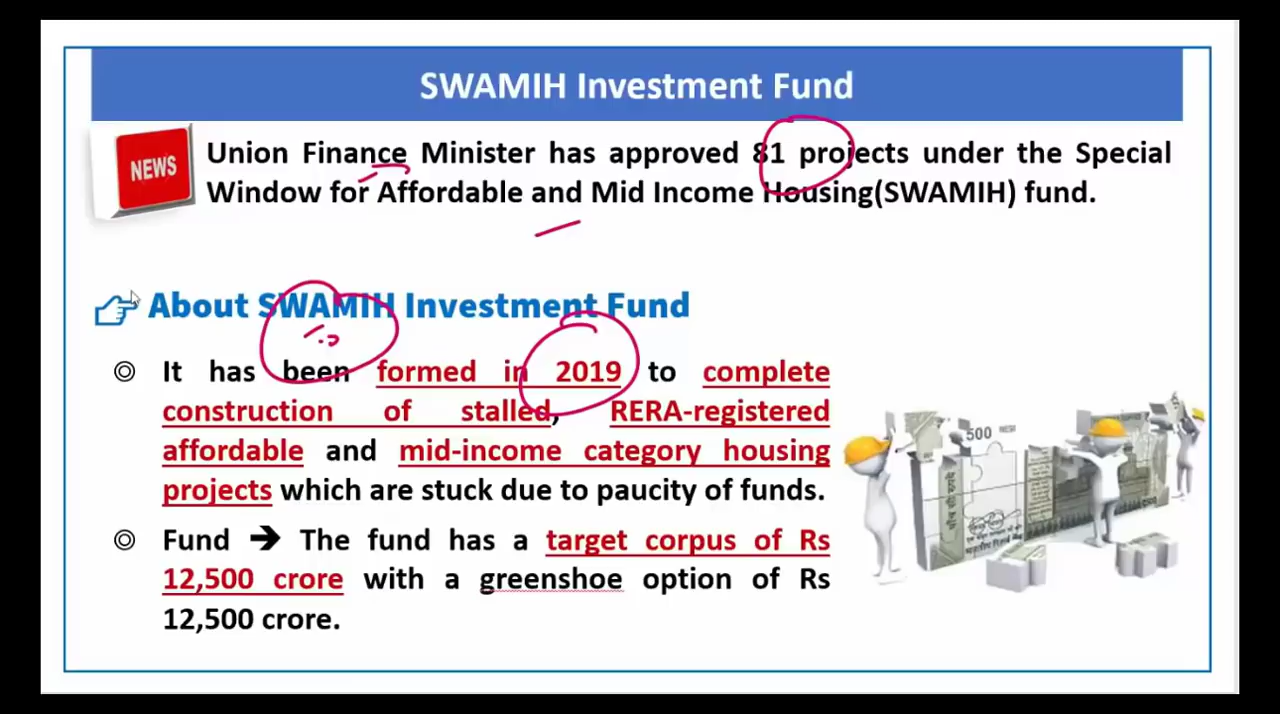 SWAMIH Investment Fund
NEWS
Union Finance Minister has approved 81 projects under the Special
Window for Affordable and Mid Income Housing(SWAMIH) fund.
About SWAMIH Investment Fund
◎ It has been formed in 2019 to complete
construction of stalled, RERA-registered
affordable and mid-income category housing
projects which are stuck due to paucity of funds.
◎ Fund ➔ The fund has a target corpus of Rs
12,500 crore with a greenshoe option of Rs
12,500 crore.
500